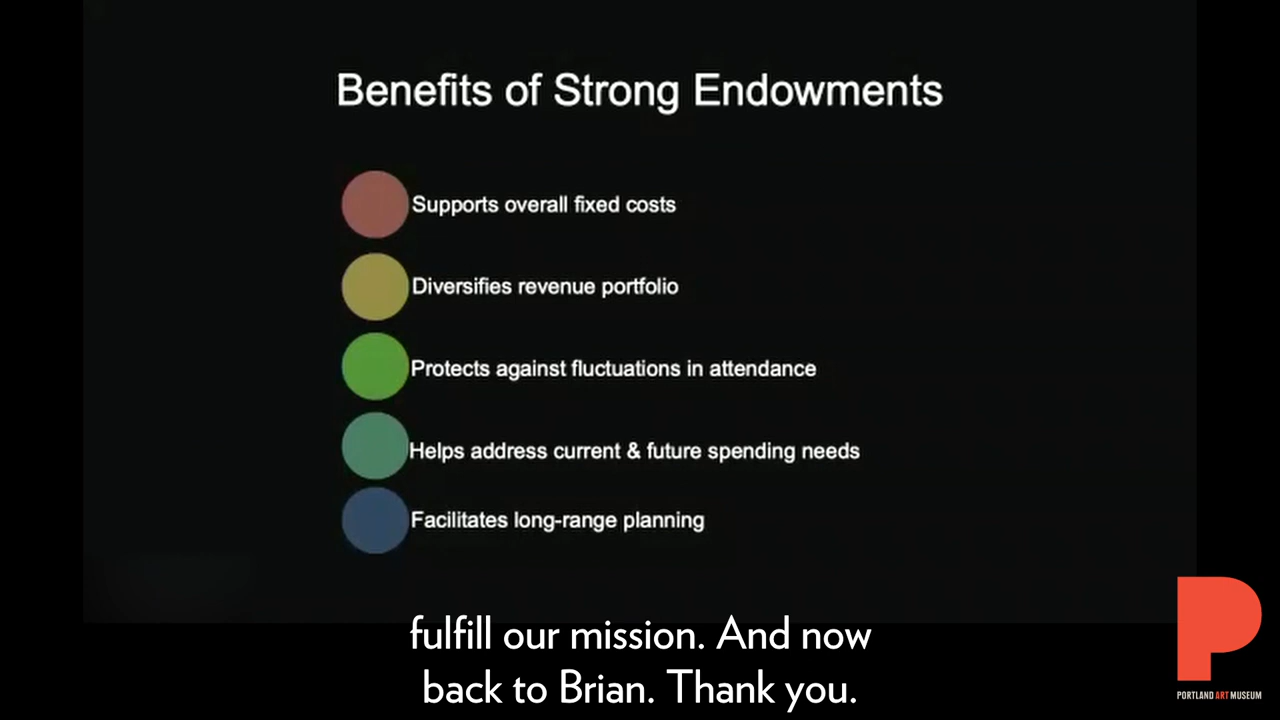 Benefits of Strong Endowments
Supports overall fixed costs
Diversifies revenue portfolio
Protects against fluctuations in attendance
Helps address current & future spending needs
Facilitates long-range planning
fulfill our mission. And now
back to Brian. Thank you.
P
PORTLAND ART MUSEUM